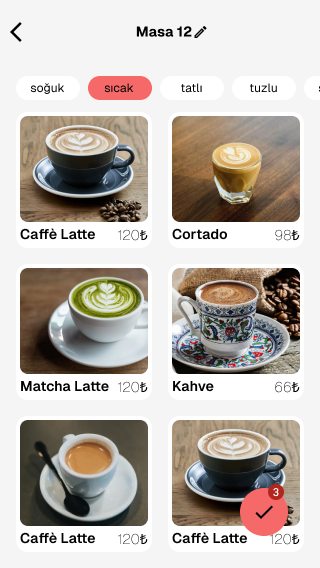 Masa 12
soğuk
sıcak
tatlı
tuzlu
Caffè Latte 120₺
Cortado 98₺
Matcha Latte 120₺
Kahve 66₺
Caffè Latte 120₺
Caffè Latte 120₺
3